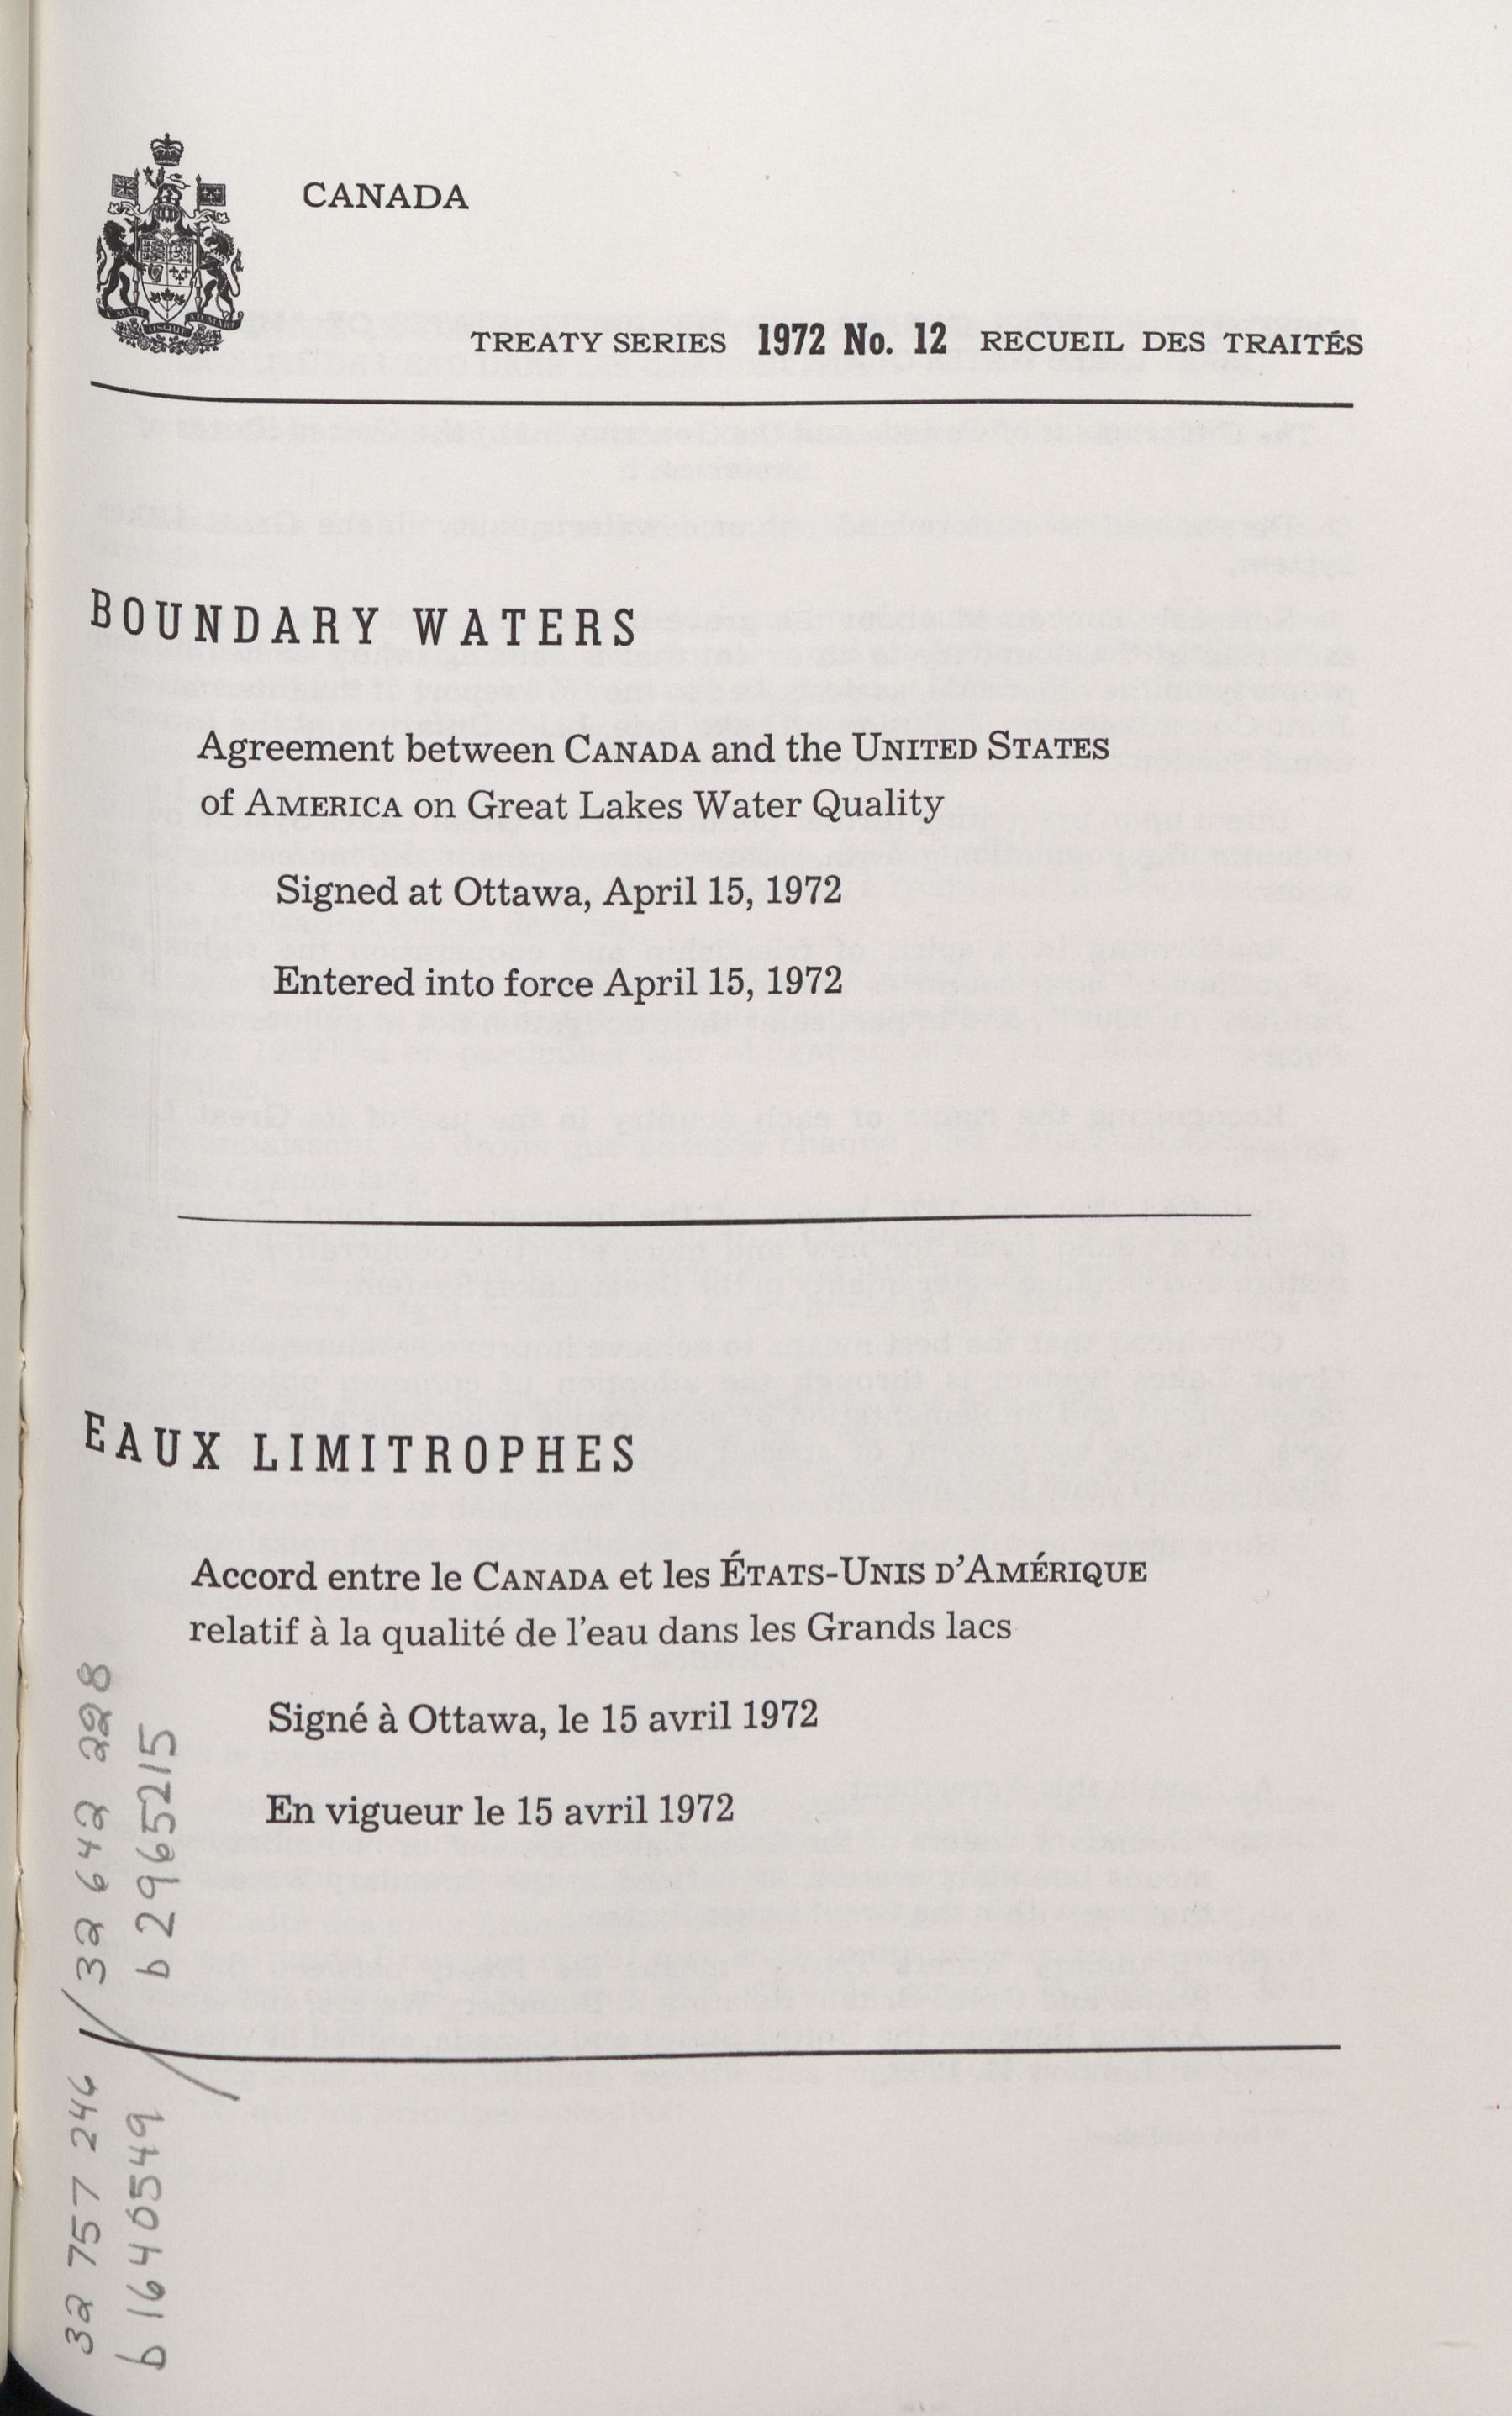 CANADA
TREATY SERIES 1972 No. 12 RECUEIL DES TRAITÉS
BOUNDARY WATERS
Agreement between CANADA and the UNITED STATES
of AMERICA on Great Lakes Water Quality
Signed at Ottawa, April 15, 1972
Entered into force April 15, 1972
EAUX LIMITROPHES
Accord entre le CANADA et les ÉTATS-UNIS D'AMÉRIQUE
relatif à la qualité de l'eau dans les Grands lacs
Signé à Ottawa, le 15 avril 1972
En vigueur le 15 avril 1972
32 757 246 / 32 642 228
b 1640549 / b 2965215